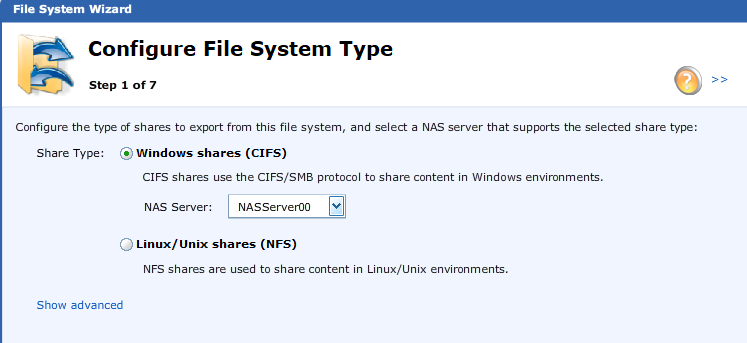 File System Wizard
Configure File System Type
Step 1 of 7
? >>
Configure the type of shares to export from this file system, and select a NAS server that supports the selected share type:
Share Type: Windows shares (CIFS)
CIFS shares use the CIFS/SMB protocol to share content in Windows environments.
NAS Server: NASServer00
Linux/Unix shares (NFS)
NFS shares are used to share content in Linux/Unix environments.
Show advanced